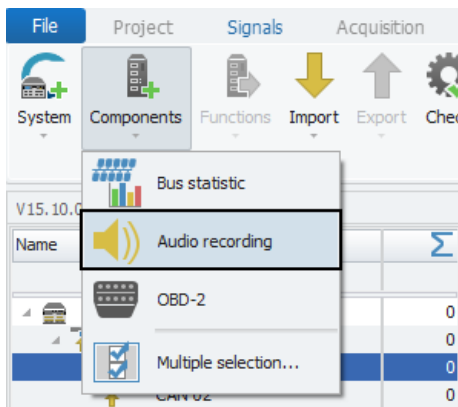 File Project Signals Acquisition
System Components Functions Import Export
Bus statistic
V15.10.0
Name Audio recording Σ
OBD-2 0
0
Multiple selection... 0
0